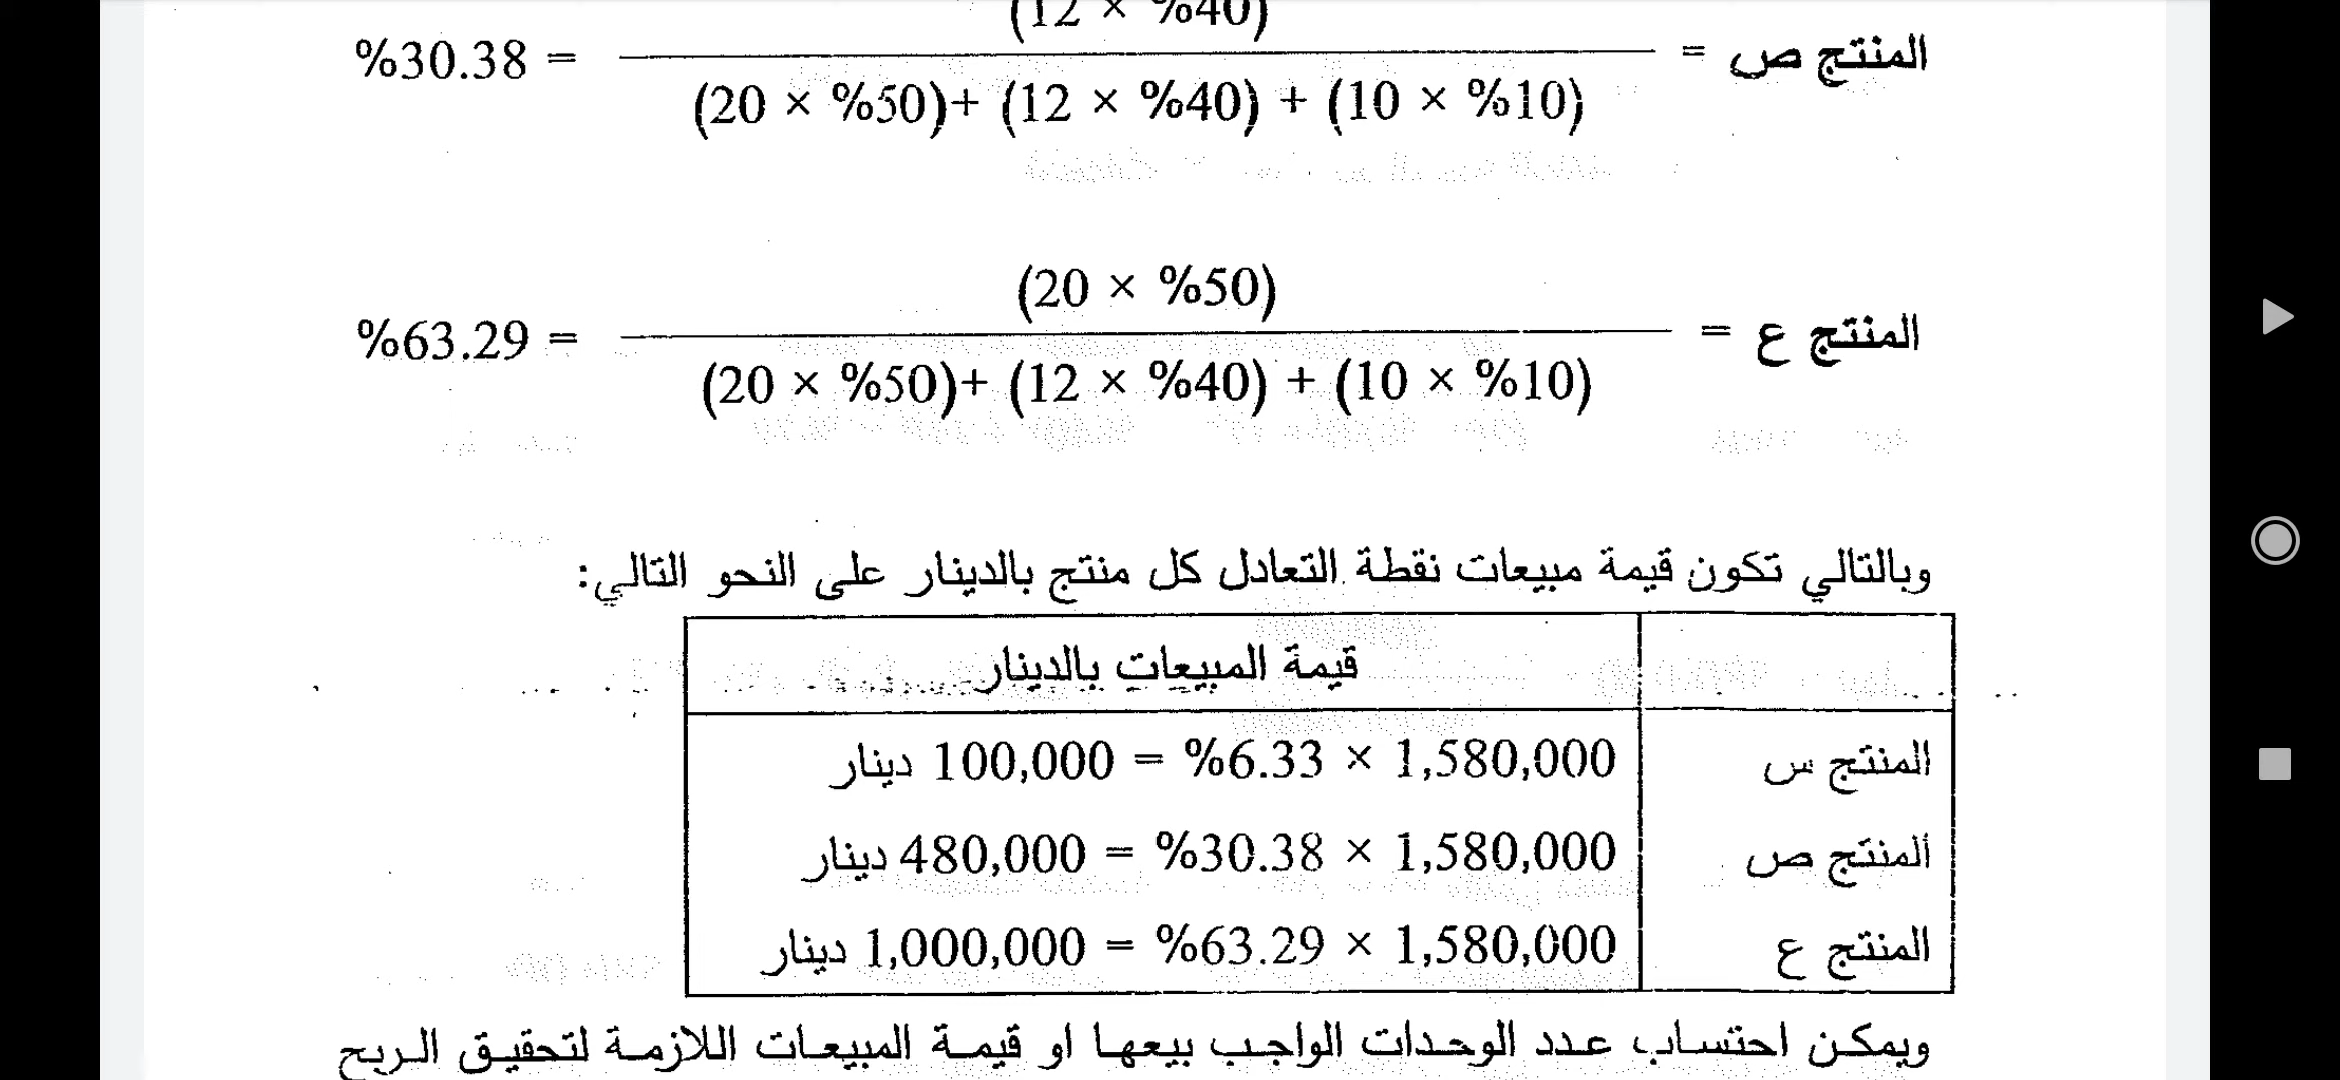 (12 × %40)
المنتج ص = %30.38 =
(20 × %50)+ (12 × %40) + (10 × %10)
(20 × %50)
المنتج ع = %63.29 =
(20 × %50)+ (12 × %40) + (10 × %10)
وبالتالي تكون قيمة مبيعات نقطة التعادل كل منتج بالدينار على النحو التالي:
قيمة المبيعات بالدينار
المنتج س 1,580,000 × %6.33 = 100,000 دينار
المنتج ص 1,580,000 × %30.38 = 480,000 دينار
المنتج ع 1,580,000 × %63.29 = 1,000,000 دينار
ويمكن احتساب عدد الوحدات الواجب بيعها او قيمة المبيعات اللازمة لتحقيق الربح